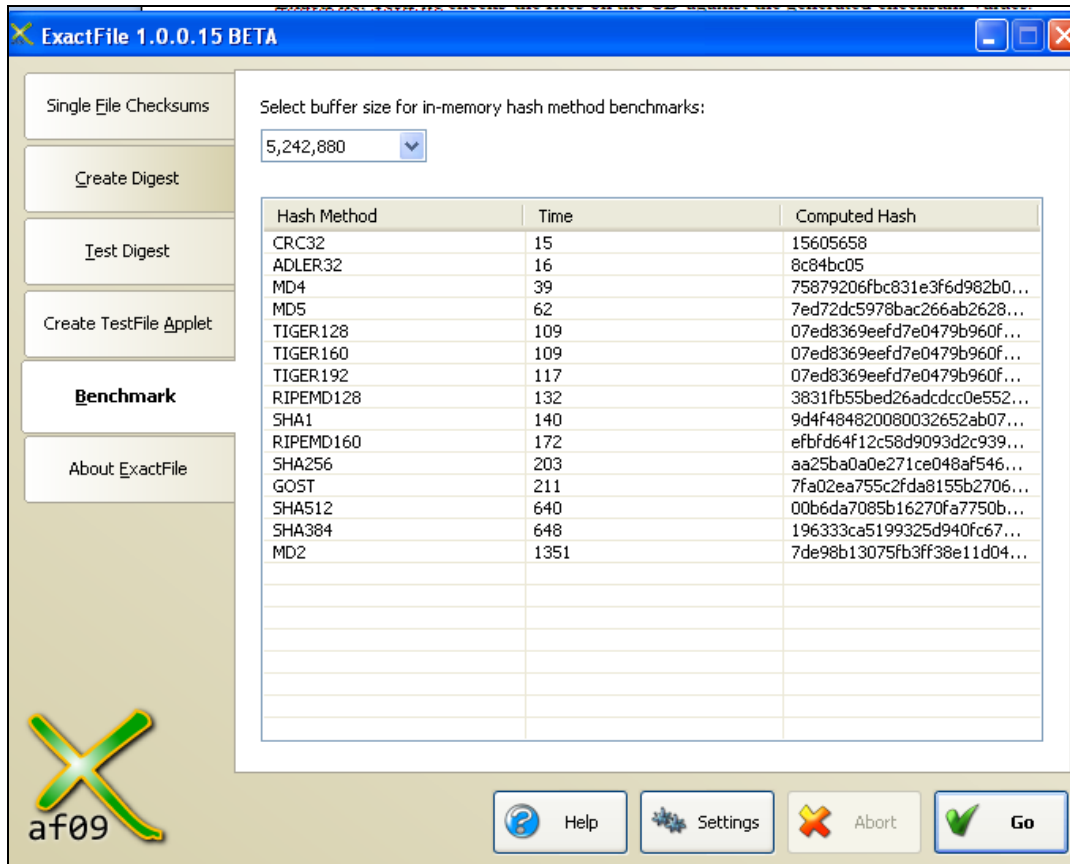 ExactFile 1.0.0.15 BETA
Single File Checksums
Create Digest
Test Digest
Create TestFile Applet
Benchmark
About ExactFile
Select buffer size for in-memory hash method benchmarks:
5,242,880
Hash Method Time Computed Hash
CRC32 15 15605658
ADLER32 16 8c84bc05
MD4 39 75879206fbc831e3f6d982b0...
MD5 62 7ed72dc5978bac266ab2628...
TIGER128 109 07ed8369eefd7e0479b960f...
TIGER160 109 07ed8369eefd7e0479b960f...
TIGER192 117 07ed8369eefd7e0479b960f...
RIPEMD128 132 3831fb55bed26adcdcc0e552...
SHA1 140 9d4f484820080032652ab07...
RIPEMD160 172 efbfd64f12c58d9093d2c939...
SHA256 203 aa25ba0a0e271ce048af546...
GOST 211 7fa02ea755c2fda8155b2706...
SHA512 640 00b6da7085b16270fa7750b...
SHA384 648 196333ca5199325d940fc67...
MD2 1351 7de98b13075fb3ff38e11d04...
af09
Help
Settings
Abort
Go